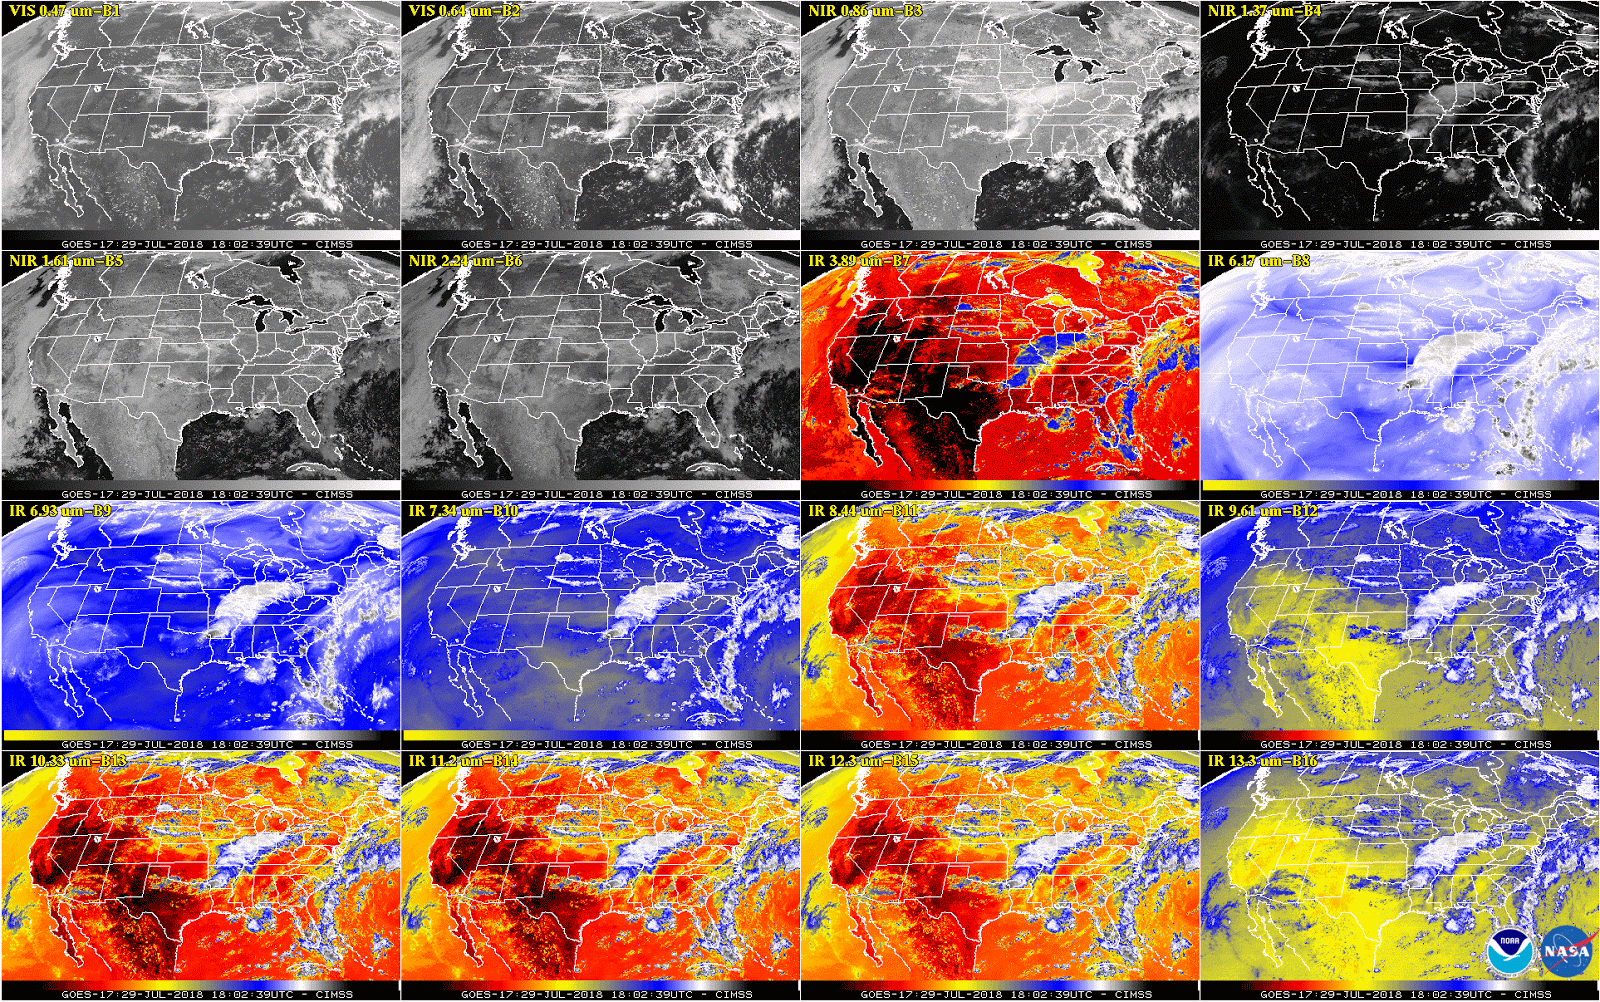 VIS 0.47 um-B1
VIS 0.64 um-B2
NIR 0.86 um-B3
NIR 1.37 um-B4
GOES-17:29-JUL-2018 18:02:39UTC - CIMSS
GOES-17:29-JUL-2018 18:02:39UTC - CIMSS
GOES-17:29-JUL-2018 18:02:39UTC - CIMSS
GOES-17:29-JUL-2018 18:02:39UTC - CIMSS
NIR 1.61 um-B5
NIR 2.24 um-B6
IR 3.89 um-B7
IR 6.17 um-B8
GOES-17:29-JUL-2018 18:02:39UTC - CIMSS
GOES-17:29-JUL-2018 18:02:39UTC - CIMSS
GOES-17:29-JUL-2018 18:02:39UTC - CIMSS
GOES-17:29-JUL-2018 18:02:39UTC - CIMSS
IR 6.93 um-B9
IR 7.34 um-B10
IR 8.44 um-B11
IR 9.61 um-B12
GOES-17:29-JUL-2018 18:02:39UTC - CIMSS
GOES-17:29-JUL-2018 18:02:39UTC - CIMSS
GOES-17:29-JUL-2018 18:02:39UTC - CIMSS
GOES-17:29-JUL-2018 18:02:39UTC - CIMSS
IR 10.33 um-B13
IR 11.2 um-B14
IR 12.3 um-B15
IR 13.3 um-B16
NOAA
NASA
GOES-17:29-JUL-2018 18:02:39UTC - CIMSS
GOES-17:29-JUL-2018 18:02:39UTC - CIMSS
GOES-17:29-JUL-2018 18:02:39UTC - CIMSS
GOES-17:29-JUL-2018 18:02:39UTC - CIMSS